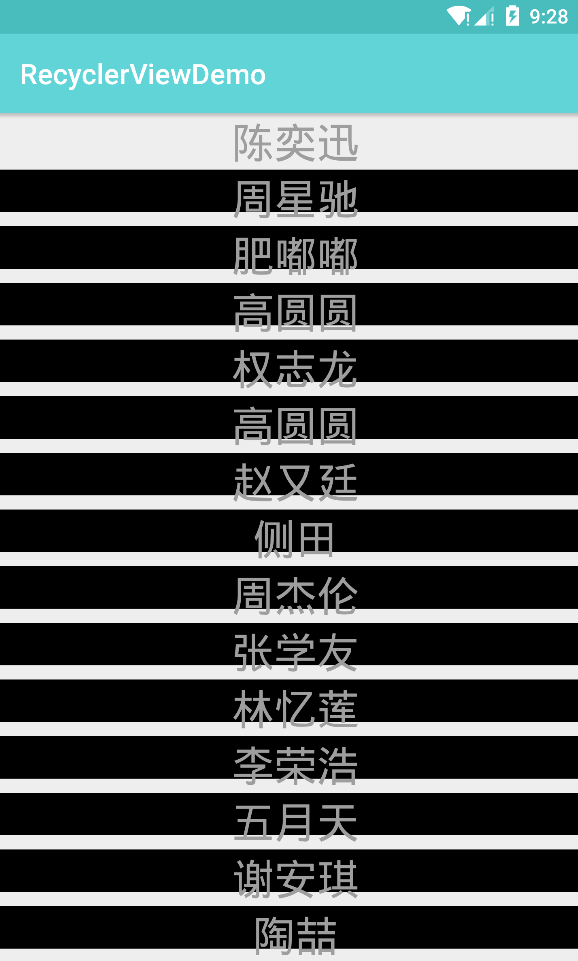 9:28
RecyclerViewDemo
陈奕迅
周星驰
肥嘟嘟
高圆圆
权志龙
高圆圆
赵又廷
侧田
周杰伦
张学友
林忆莲
李荣浩
五月天
谢安琪
陶喆